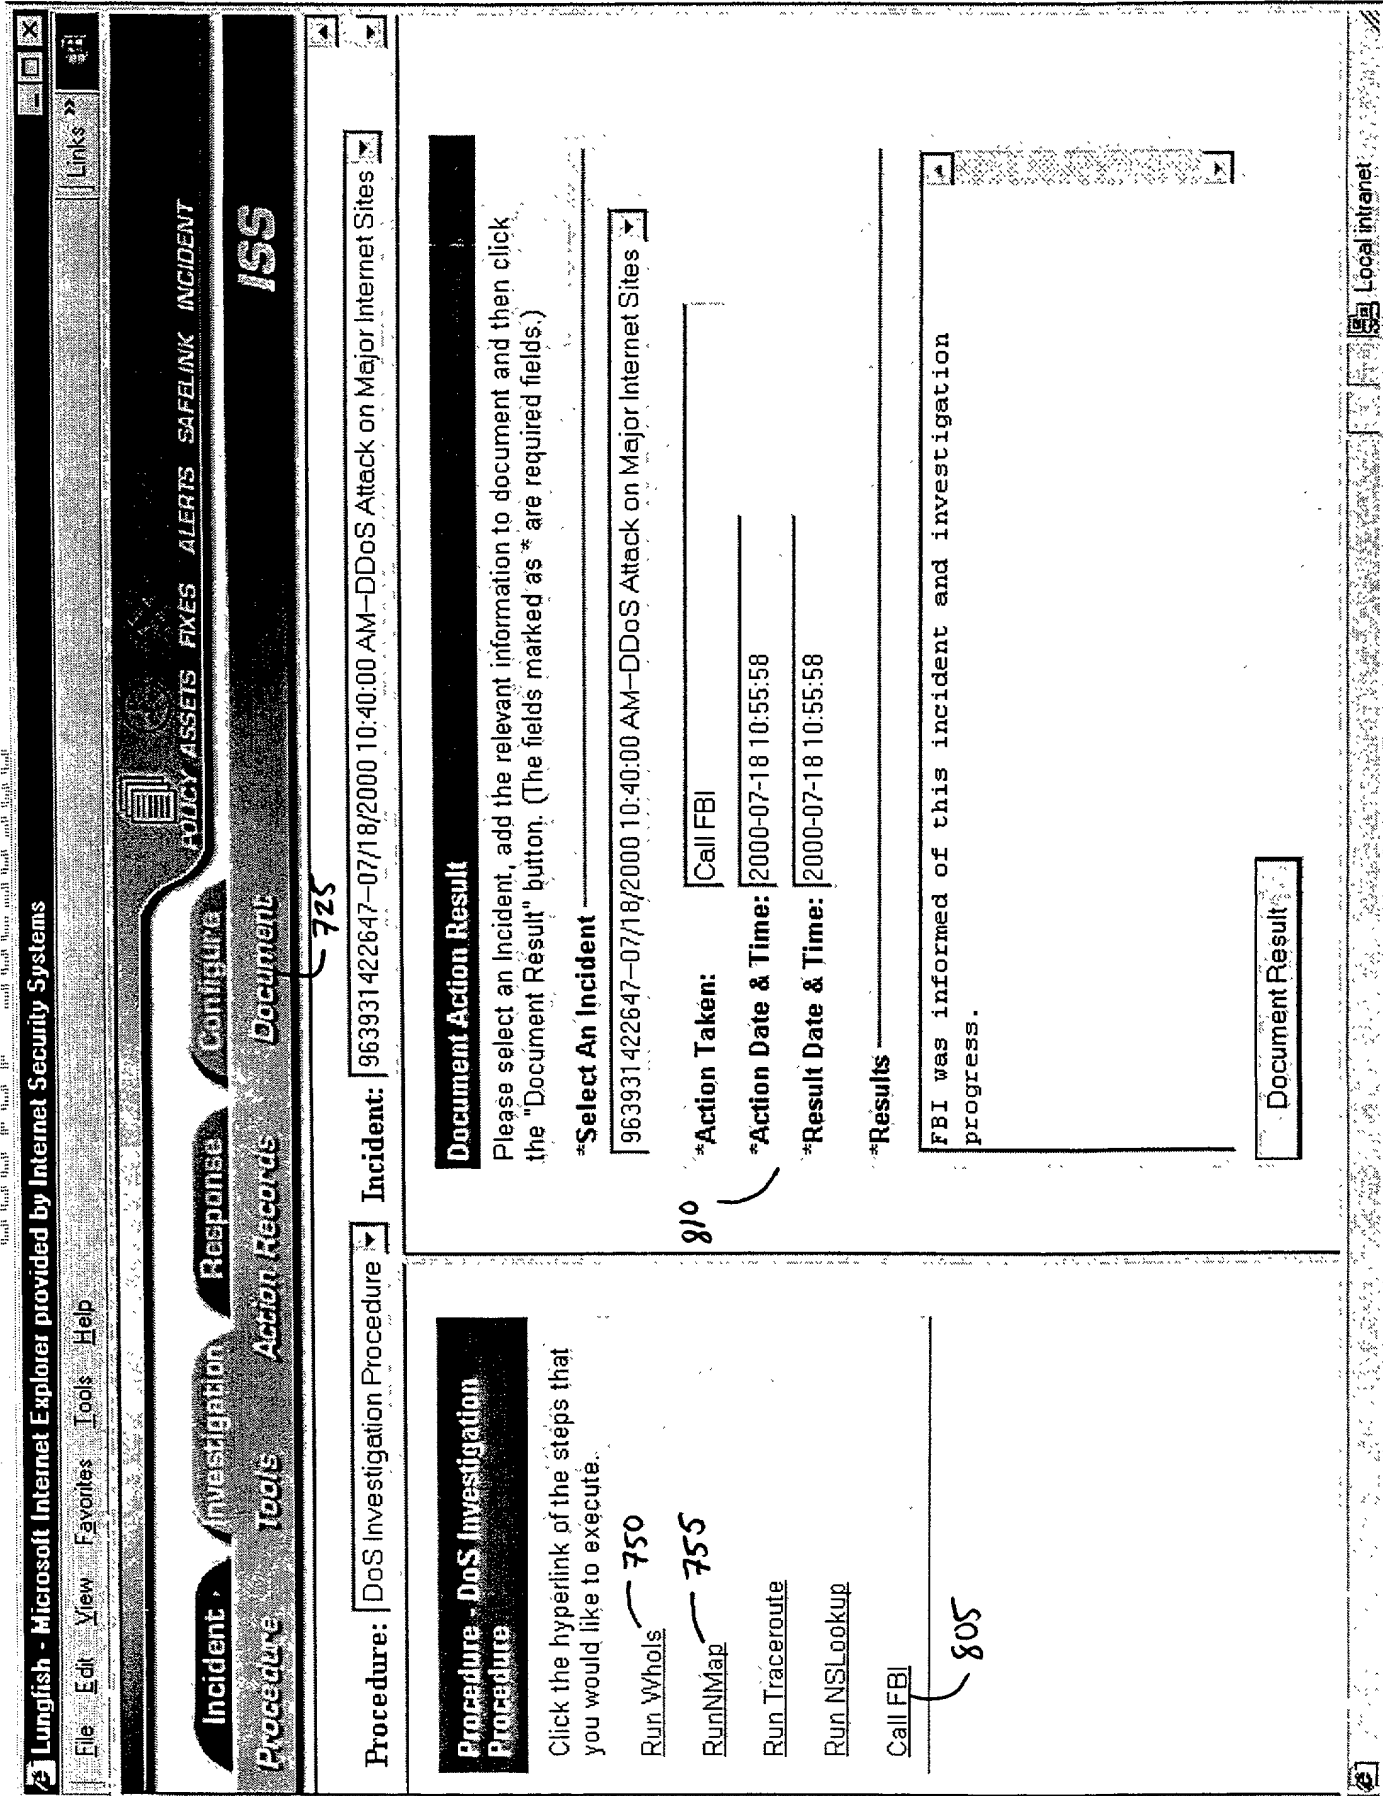 Lungfish - Microsoft Internet Explorer provided by Internet Security Systems
File Edit View Favorites Tools Help
Links »
POLICY ASSETS FIXES ALERTS SAFELINK INCIDENT
Incident Investigation Response Configure
Procedure Tools Action Records Document
ISS
725
Procedure: DoS Investigation Procedure Incident: 963931422647--07/18/2000 10:40:00 AM--DDoS Attack on Major Internet Sites
Procedure - DoS Investigation
Procedure
Click the hyperlink of the steps that
you would like to execute.
Run WhoIs 750
RunNMap 755
Run Traceroute
Run NSLookup
Call FBI
805
Document Action Result
Please select an Incident, add the relevant information to document and then click
the "Document Result" button. (The fields marked as * are required fields.)
*Select An Incident
963931422647--07/18/2000 10:40:00 AM--DDoS Attack on Major Internet Sites
810
*Action Taken: Call FBI
*Action Date & Time: 2000-07-18 10:55:58
*Result Date & Time: 2000-07-18 10:55:58
*Results
FBI was informed of this incident and investigation
progress.
Document Result
Local intranet